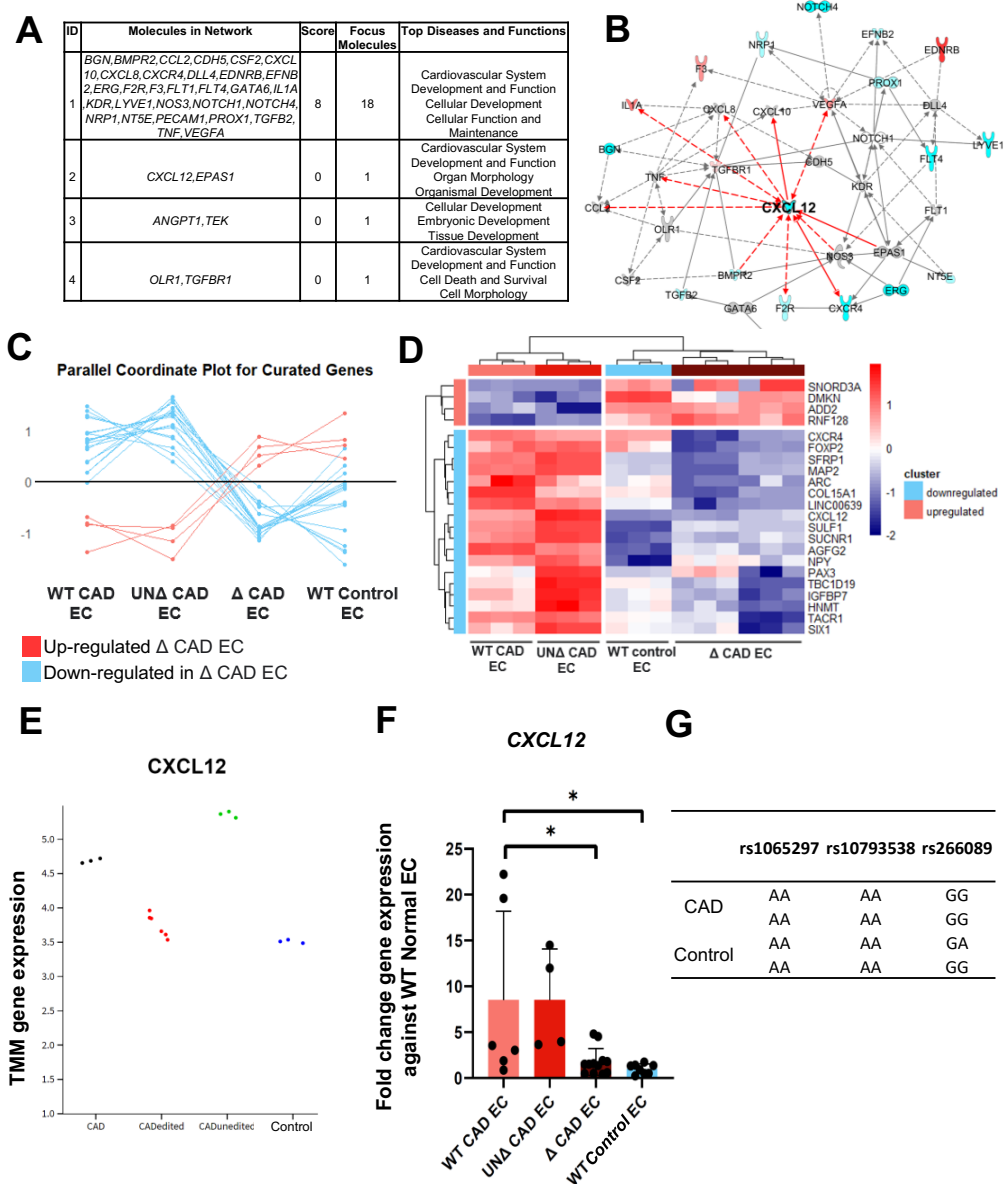 A
ID
Molecules in Network
Score
Focus Molecules
Top Diseases and Functions
1
BGN,BMPR2,CCL2,CDH5,CSF2,CXCL
10,CXCL8,CXCR4,DLL4,EDNRB,EFNB
2,ERG,F2R,F3,FLT1,FLT4,GATA6,IL1A
,KDR,LYVE1,NOS3,NOTCH1,NOTCH4,
NRP1,NT5E,PECAM1,PROX1,TGFB2,
TNF,VEGFA
8
18
Cardiovascular System
Development and Function
Cellular Development
Cellular Function and
Maintenance
2
CXCL12,EPAS1
0
1
Cardiovascular System
Development and Function
Organ Morphology
Organismal Development
3
ANGPT1,TEK
0
1
Cellular Development
Embryonic Development
Tissue Development
4
OLR1,TGFBR1
0
1
Cardiovascular System
Development and Function
Cell Death and Survival
Cell Morphology
B
NOTCH4
NRP1
EFNB2
EDNRB
F3
PROX1
IL1A
CXCL8
CXCL10
VEGFA
DLL4
NOTCH1
BGN
LYVE1
FLT4
TGFBR1
CDH5
TNF
KDR
CCL2
CXCL12
FLT1
OLR1
NOS3
EPAS1
CSF2
BMPR2
NT5E
TGFB2
ERG
GATA6
F2R
CXCR4
C
Parallel Coordinate Plot for Curated Genes
1
0
-1
WT CAD EC
UNΔ CAD EC
Δ CAD EC
WT Control EC
Up-regulated Δ CAD EC
Down-regulated in Δ CAD EC
D
SNORD3A
DMKN
ADD2
RNF128
CXCR4
FOXP2
SFRP1
MAP2
ARC
COL15A1
LINC00639
CXCL12
SULF1
SUCNR1
AGFG2
NPY
PAX3
TBC1D19
IGFBP7
HNMT
TACR1
SIX1
1
0
-1
-2
cluster
downregulated
upregulated
WT CAD EC
UNΔ CAD EC
WT control EC
Δ CAD EC
E
CXCL12
TMM gene expression
5.0
4.5
4.0
3.5
3.0
2.5
2.0
1.5
1.0
CAD
CADedited
CADunedited
Control
F
CXCL12
Fold change gene expression
against WT Normal EC
25
20
15
10
5
0
*
*
WT CAD EC
UNΔ CAD EC
Δ CAD EC
WT Control EC
G
rs1065297 rs10793538 rs266089
CAD
AA AA GG
AA AA GG
Control
AA AA GA
AA AA GG